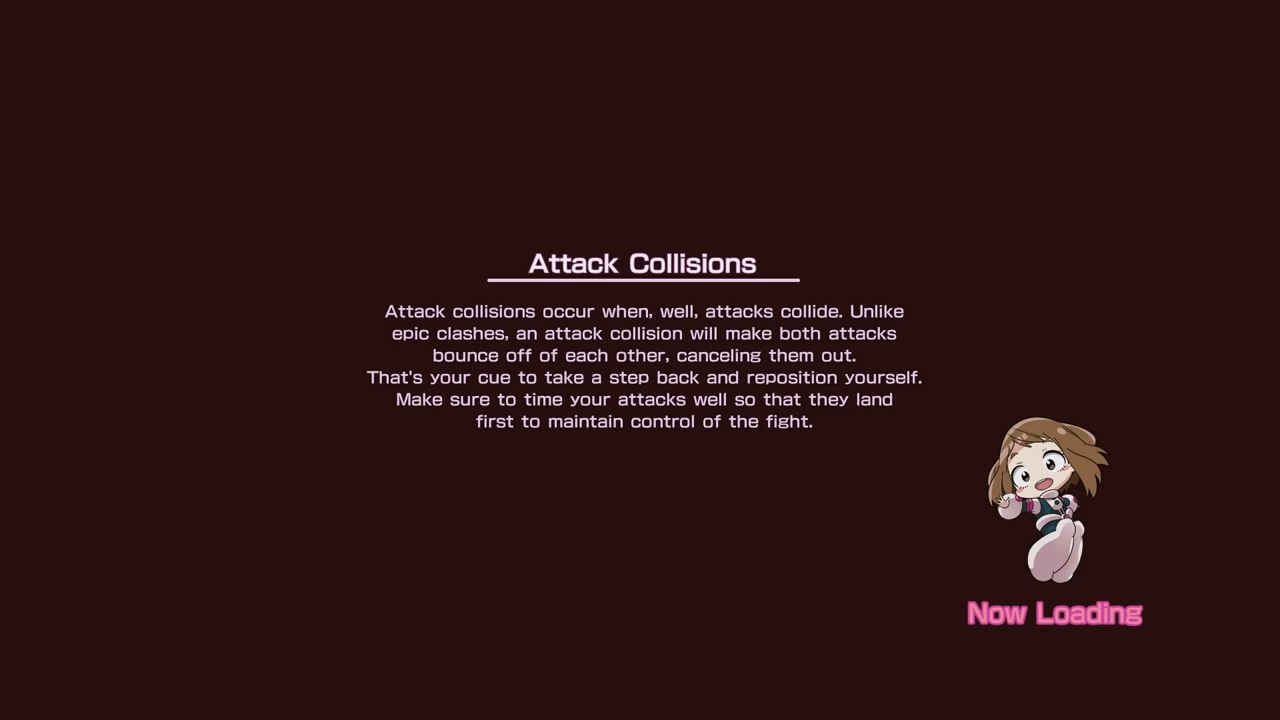 Attack Collisions
Attack collisions occur when, well, attacks collide. Unlike
epic clashes, an attack collision will make both attacks
bounce off of each other, canceling them out.
That's your cue to take a step back and reposition yourself.
Make sure to time your attacks well so that they land
first to maintain control of the fight.
Now Loading